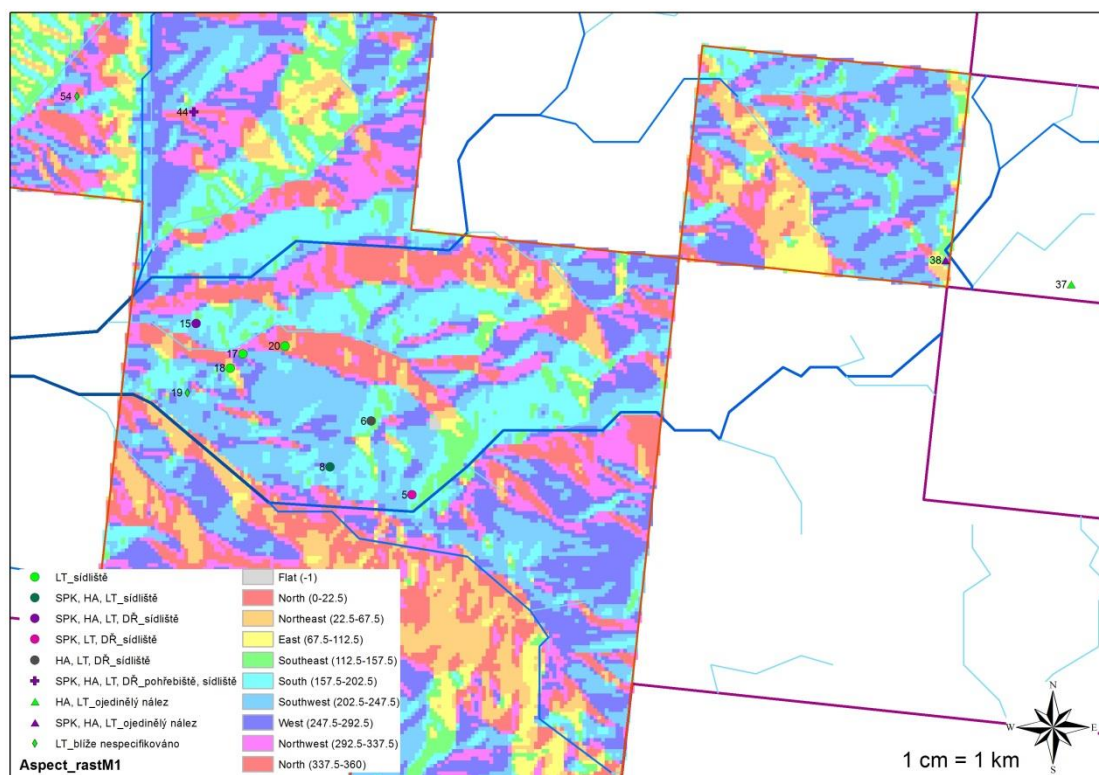 54
44
38
37
15
17
20
18
19
6
8
5
LT_sídliště
SPK, HA, LT_sídliště
SPK, HA, LT, DŘ_sídliště
SPK, LT, DŘ_sídliště
HA, LT, DŘ_sídliště
SPK, HA, LT, DŘ_pohřebiště, sídliště
HA, LT_ojedinělý nález
SPK, HA, LT_ojedinělý nález
LT_blíže nespecifikováno
Aspect_rastM1
Flat (-1)
North (0-22.5)
Northeast (22.5-67.5)
East (67.5-112.5)
Southeast (112.5-157.5)
South (157.5-202.5)
Southwest (202.5-247.5)
West (247.5-292.5)
Northwest (292.5-337.5)
North (337.5-360)
N
W
E
S
1 cm = 1 km